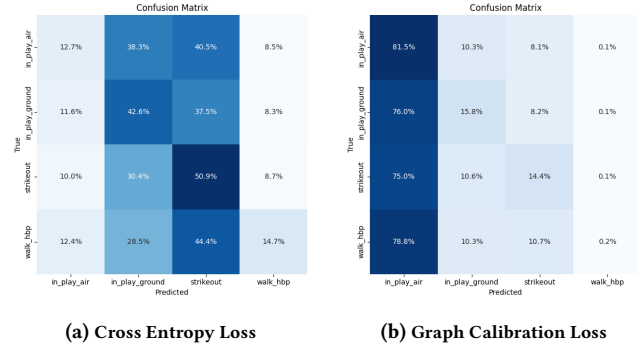 Confusion Matrix
in_play_air
12.7% 38.3% 40.5% 8.5%
in_play_ground
11.6% 42.6% 37.5% 8.3%
True
strikeout
10.0% 30.4% 50.9% 8.7%
walk_hbp
12.4% 28.5% 44.4% 14.7%
in_play_air in_play_ground strikeout walk_hbp
Predicted
(a) Cross Entropy Loss
Confusion Matrix
in_play_air
81.5% 10.3% 8.1% 0.1%
in_play_ground
76.0% 15.8% 8.2% 0.1%
True
strikeout
75.0% 10.6% 14.4% 0.1%
walk_hbp
78.8% 10.3% 10.7% 0.2%
in_play_air in_play_ground strikeout walk_hbp
Predicted
(b) Graph Calibration Loss